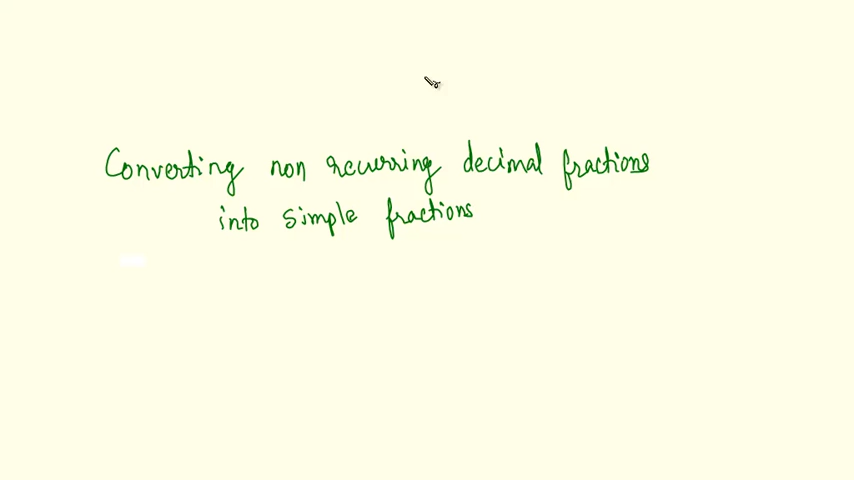 Converting non recurring decimal fractions
into simple fractions